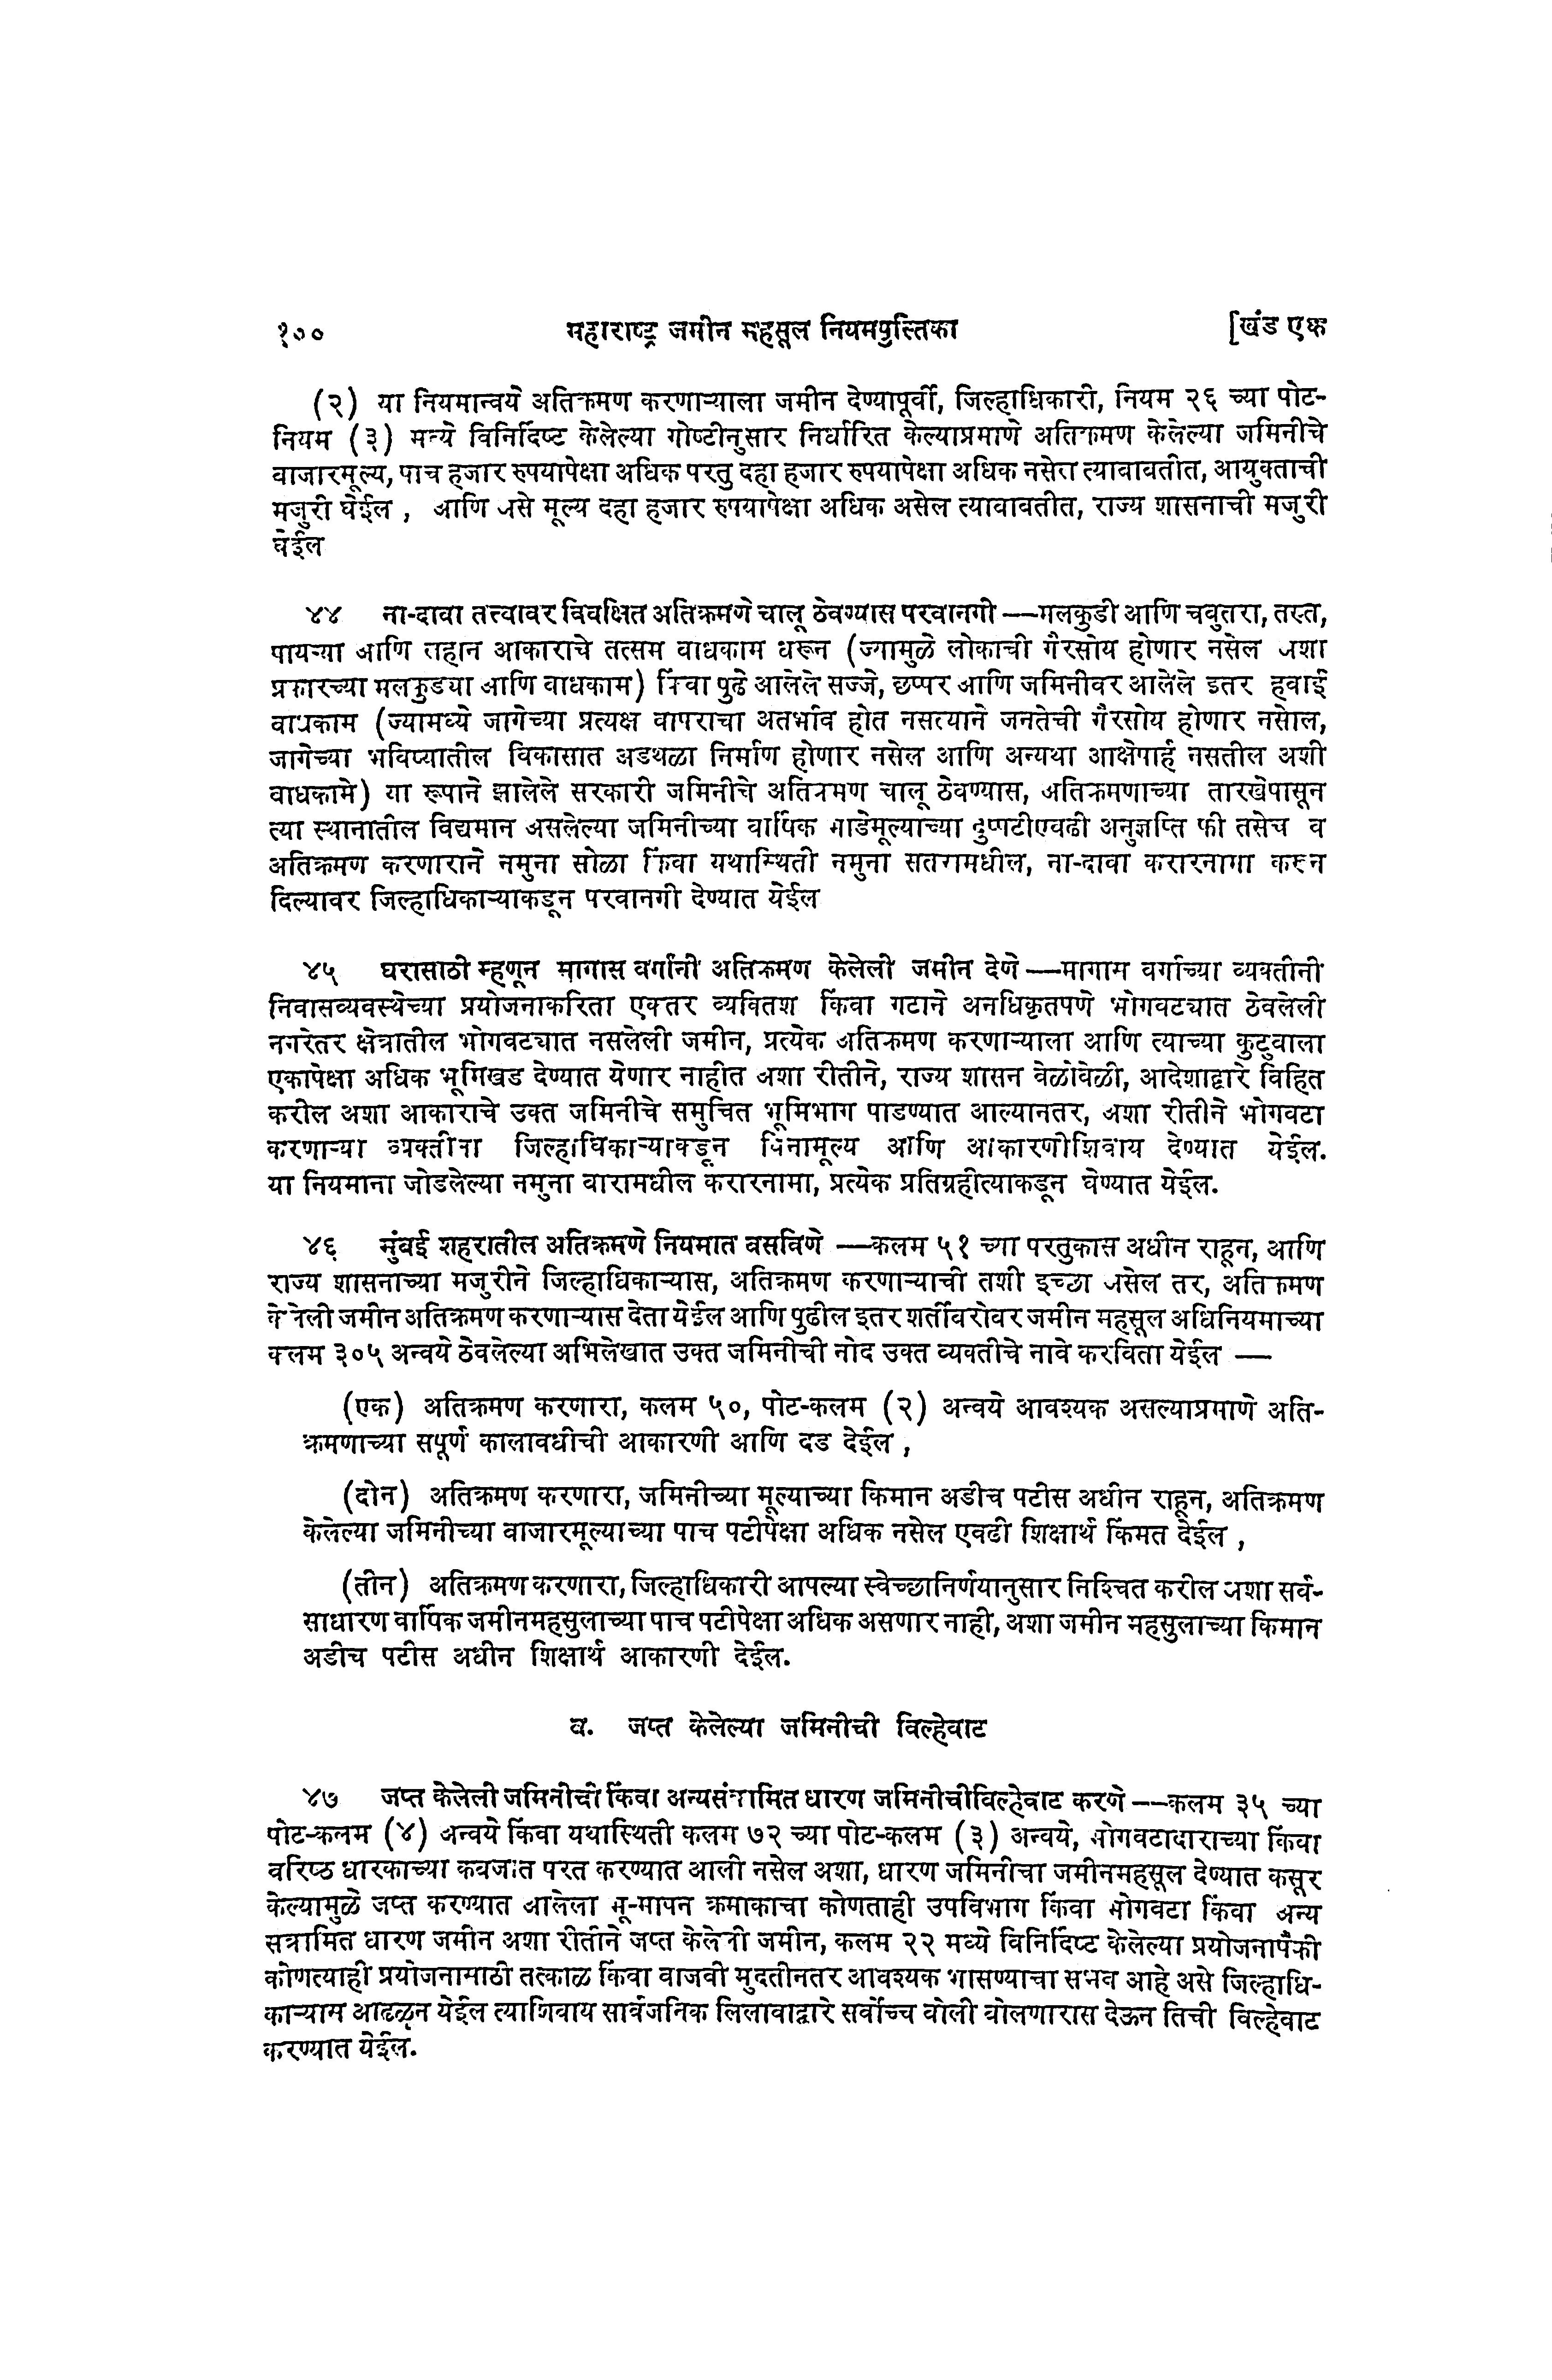 १००
महाराष्ट्र जमीन महसूल नियमपुस्तिका
[खंड एक
(२) या नियमान्वये अतिक्रमण करणाऱ्याला जमीन देण्यापूर्वी, जिल्हाधिकारी, नियम २६ च्या पोट-
नियम (३) मध्ये विनिर्दिष्ट केलेल्या गोष्टीनुसार निर्धारित केल्याप्रमाणे अतिक्रमण केलेल्या जमिनीचे
बाजारमूल्य, पाच हजार रुपयापेक्षा अधिक परतु दहा हजार रुपयापेक्षा अधिक नसेल त्याबाबतीत, आयुक्ताची
मजुरी घेईल , आणि असे मूल्य दहा हजार रुपयापेक्षा अधिक असेल त्याबाबतीत, राज्य शासनाची मजुरी
घेईल
४४ ना-दावा तत्त्वावर विवक्षित अतिक्रमणे चालू ठेवण्यास परवानगी —मलकुडी आणि चबुतरा, तस्त,
पायऱ्या आणि लहान आकाराचे तत्सम बाधकाम धरून (ज्यामुळे लोकाची गैरसोय होणार नसेल अशा
प्रकारच्या मलकुड्या आणि बाधकाम) किंवा पुढे आलेले सज्जे, छप्पर आणि जमिनीवर आलेले इतर हवाई
बाधकाम (ज्यामध्ये जागेच्या प्रत्यक्ष वापराचा अतर्भाव होत नसल्याने जनतेची गैरसोय होणार नसेल,
जागेच्या भविष्यातील विकासात अडथळा निर्माण होणार नसेल आणि अन्यथा आक्षेपार्ह नसतील अशी
बाधकामे) या रूपाने झालेले सरकारी जमिनीचे अतिक्रमण चालू ठेवण्यास, अतिक्रमणाच्या तारखेपासून
त्या स्थानातील विद्यमान असलेल्या जमिनीच्या वार्षिक भाडेमूल्याच्या दुप्पटीएवढी अनुज्ञप्ति फी तसेच व
अतिक्रमण करणाराने नमुना सोळा किंवा यथास्थिती नमुना सतरामधील, ना-दावा करारनामा करून
दिल्यावर जिल्हाधिकाऱ्याकडून परवानगी देण्यात येईल
४५ घरासाठी म्हणून मागास वर्गांनी अतिक्रमण केलेली जमीन देणे —मागास वर्गाच्या व्यक्तीनी
निवासव्यवस्थेच्या प्रयोजनाकरिता एकतर व्यक्तिश किंवा गटाने अनधिकृतपणे भोगवट्यात ठेवलेली
नगरेतर क्षेत्रातील भोगवट्यात नसलेली जमीन, प्रत्येक अतिक्रमण करणाऱ्याला आणि त्याच्या कुटुबाला
एकापेक्षा अधिक भूमिखड देण्यात येणार नाहीत अशा रीतीने, राज्य शासन वेळोवेळी, आदेशाद्वारे विहित
करील अशा आकाराचे उक्त जमिनीचे समुचित भूमिभाग पाडण्यात आल्यानतर, अशा रीतीने भोगवटा
करणाऱ्या व्यक्तीना जिल्हाधिकाऱ्याकडून विनामूल्य आणि आकारणीशिवाय देण्यात येईल.
या नियमाना जोडलेल्या नमुना बारामधील करारनामा, प्रत्येक प्रतिग्रहीत्याकडून घेण्यात येईल.
४६ मुंबई शहरातील अतिक्रमणे नियमात बसविणे —कलम ५१ च्या परतुकास अधीन राहून, आणि
राज्य शासनाच्या मजुरीने जिल्हाधिकाऱ्यास, अतिक्रमण करणाऱ्याची तशी इच्छा असेल तर, अतिक्रमण
केलेली जमीन अतिक्रमण करणाऱ्यास देता येईल आणि पुढील इतर शर्तीबरोबर जमीन महसूल अधिनियमाच्या
कलम ३०५ अन्वये ठेवलेल्या अभिलेखात उक्त जमिनीची नोद उक्त व्यक्तीचे नावे करविता येईल —
(एक) अतिक्रमण करणारा, कलम ५०, पोट-कलम (२) अन्वये आवश्यक असल्याप्रमाणे अति-
क्रमणाच्या सपूर्ण कालावधीची आकारणी आणि दड देईल ,
(दोन) अतिक्रमण करणारा, जमिनीच्या मूल्याच्या किमान अडीच पटीस अधीन राहून, अतिक्रमण
केलेल्या जमिनीच्या बाजारमूल्याच्या पाच पटीपेक्षा अधिक नसेल एवढी शिक्षार्थ किंमत देईल ,
(तीन) अतिक्रमण करणारा, जिल्हाधिकारी आपल्या स्वेच्छानिर्णयानुसार निश्चित करील अशा सर्व-
साधारण वार्षिक जमीनमहसुलाच्या पाच पटीपेक्षा अधिक असणार नाही, अशा जमीन महसुलाच्या किमान
अडीच पटीस अधीन शिक्षार्थ आकारणी देईल.
ब. जप्त केलेल्या जमिनीची विल्हेवाट
४७ जप्त केलेली जमिनीची किंवा अन्यसंक्रामित धारण जमिनीचीविल्हेवाट करणे —कलम ३५ च्या
पोट-कलम (४) अन्वये किंवा यथास्थिती कलम ७२ च्या पोट-कलम (३) अन्वये, भोगवटादाराच्या किंवा
वरिष्ठ धारकाच्या कबजात परत करण्यात आली नसेल अशा, धारण जमिनीचा जमीनमहसूल देण्यात कसूर
केल्यामुळे जप्त करण्यात आलेला भू-मापन क्रमाकाचा कोणताही उपविभाग किंवा भोगवटा किंवा अन्य
सक्रामित धारण जमीन अशा रीतीने जप्त केलेली जमीन, कलम २२ मध्ये विनिर्दिष्ट केलेल्या प्रयोजनापैकी
कोणत्याही प्रयोजनासाठी तत्काळ किंवा वाजवी मुदतीनतर आवश्यक भासण्याचा सभव आहे असे जिल्हाधि-
काऱ्यास आढळून येईल त्याशिवाय सार्वजनिक लिलावाद्वारे सर्वोच्च बोली बोलणारास देऊन तिची विल्हेवाट
करण्यात येईल.